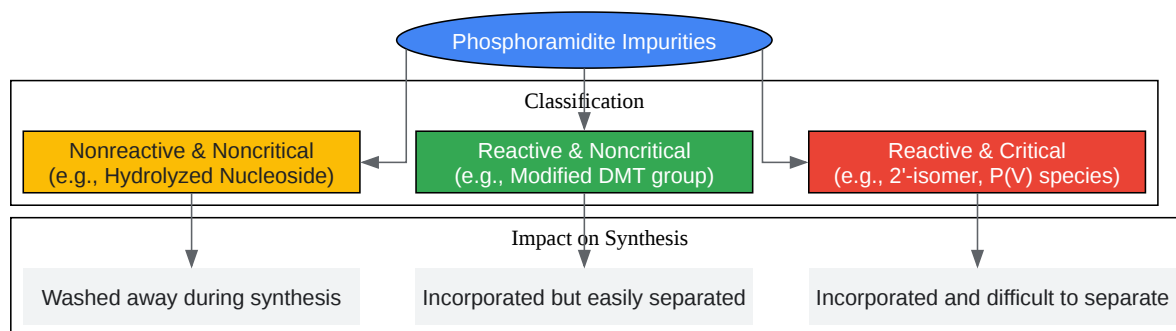 Phosphoramidite Impurities
Classification
Nonreactive & Noncritical
(e.g., Hydrolyzed Nucleoside)
Reactive & Noncritical
(e.g., Modified DMT group)
Reactive & Critical
(e.g., 2'-isomer, P(V) species)
Impact on Synthesis
Washed away during synthesis
Incorporated but easily separated
Incorporated and difficult to separate